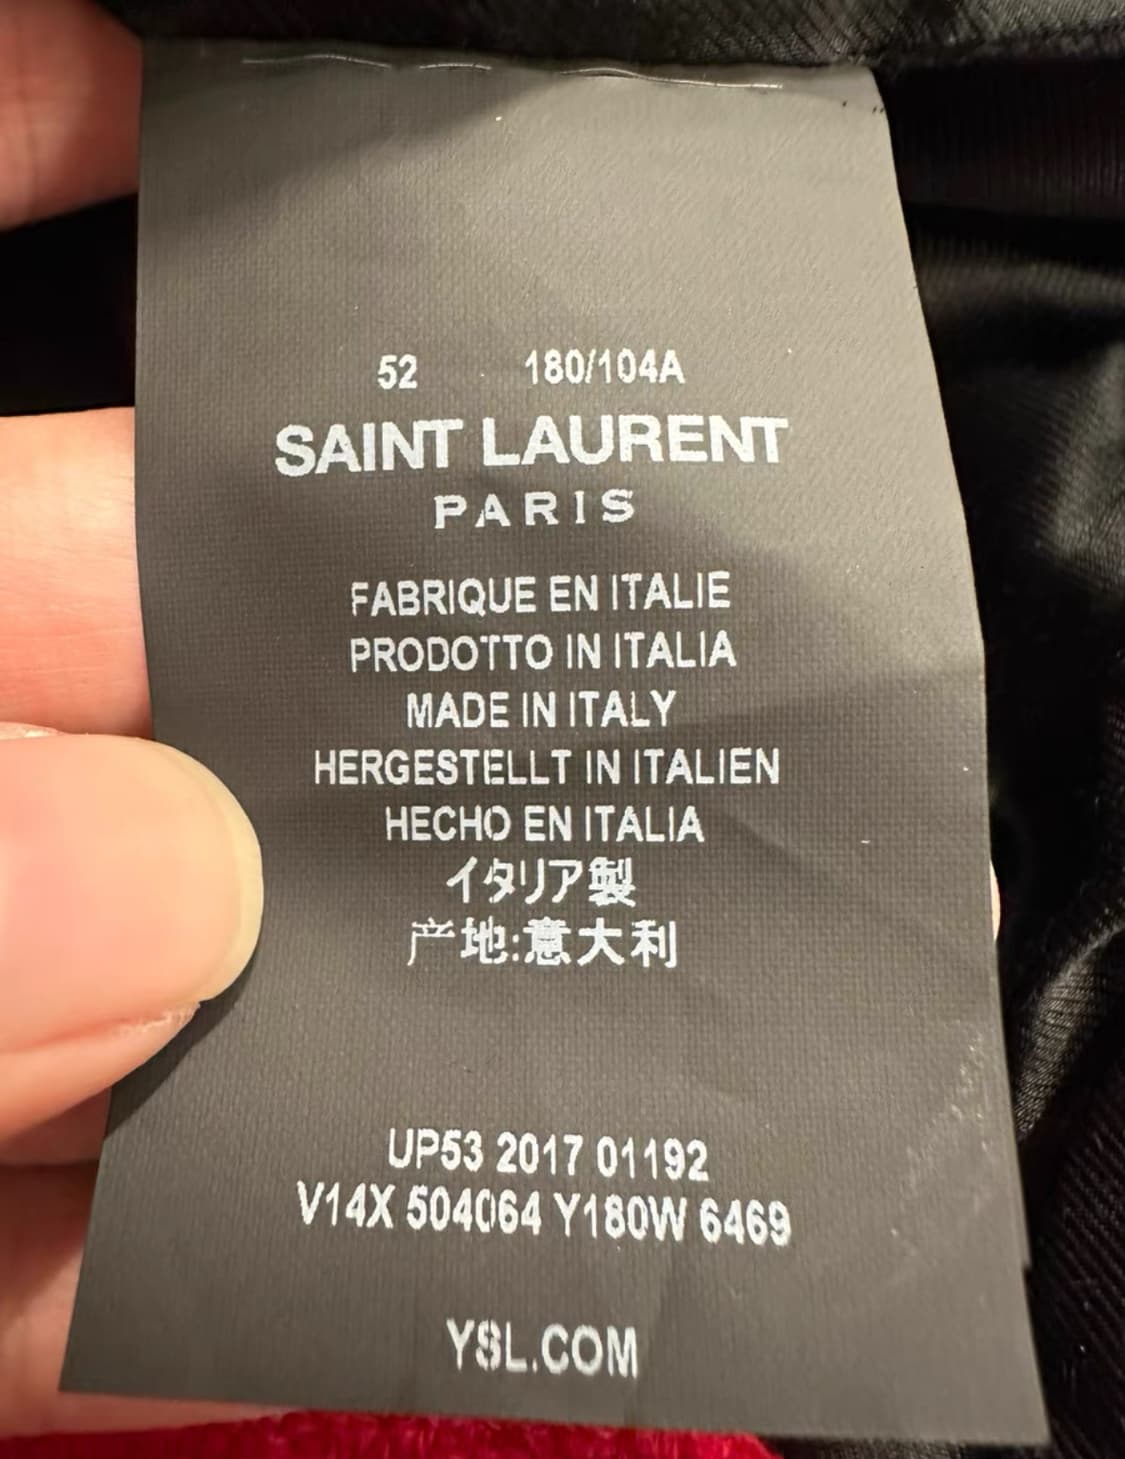 52 180/104A
SAINT LAURENT
PARIS
FABRIQUE EN ITALIE
PRODOTTO IN ITALIA
MADE IN ITALY
HERGESTELLT IN ITALIEN
HECHO EN ITALIA
イタリア製
产地:意大利
UP53 2017 01192
V14X 504064 Y180W 6469
YSL.COM